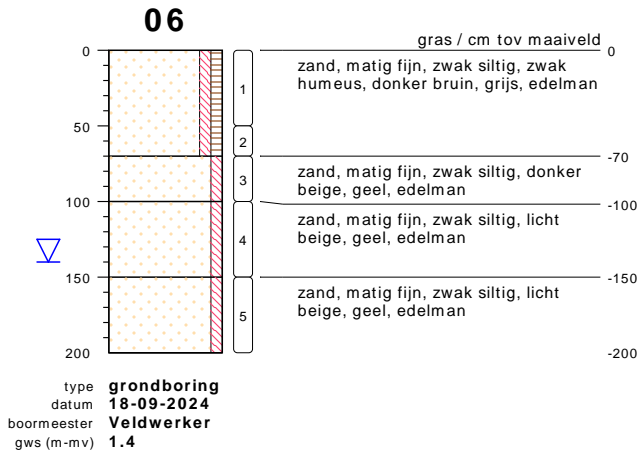 06
gras / cm tov maaiveld
0
0
zand, matig fijn, zwak siltig, zwak
humeus, donker bruin, grijs, edelman
1
50
2
-70
zand, matig fijn, zwak siltig, donker
beige, geel, edelman
3
100
-100
zand, matig fijn, zwak siltig, licht
beige, geel, edelman
4
150
-150
zand, matig fijn, zwak siltig, licht
beige, geel, edelman
5
200
-200
type grondboring
datum 18-09-2024
boormeester Veldwerker
gws (m-mv) 1.4